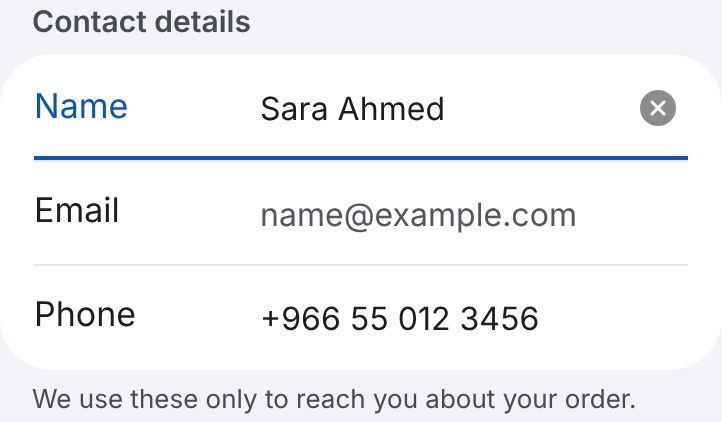 Contact details
Name Sara Ahmed
Email name@example.com
Phone +966 55 012 3456
We use these only to reach you about your order.